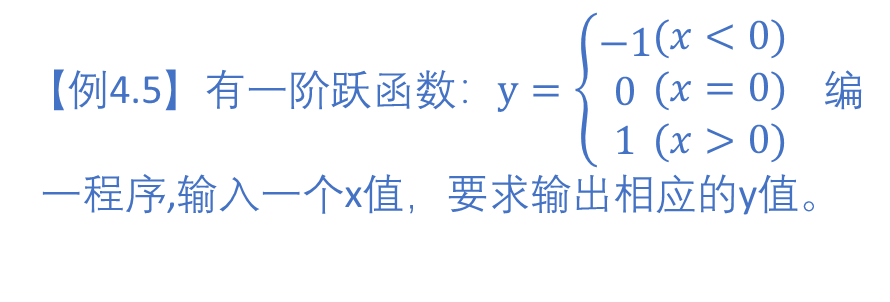 −1(x < 0)
【例4.5】有一阶跃函数：y = { 0 (x = 0) 编
1 (x > 0)
一程序,输入一个x值，要求输出相应的y值。